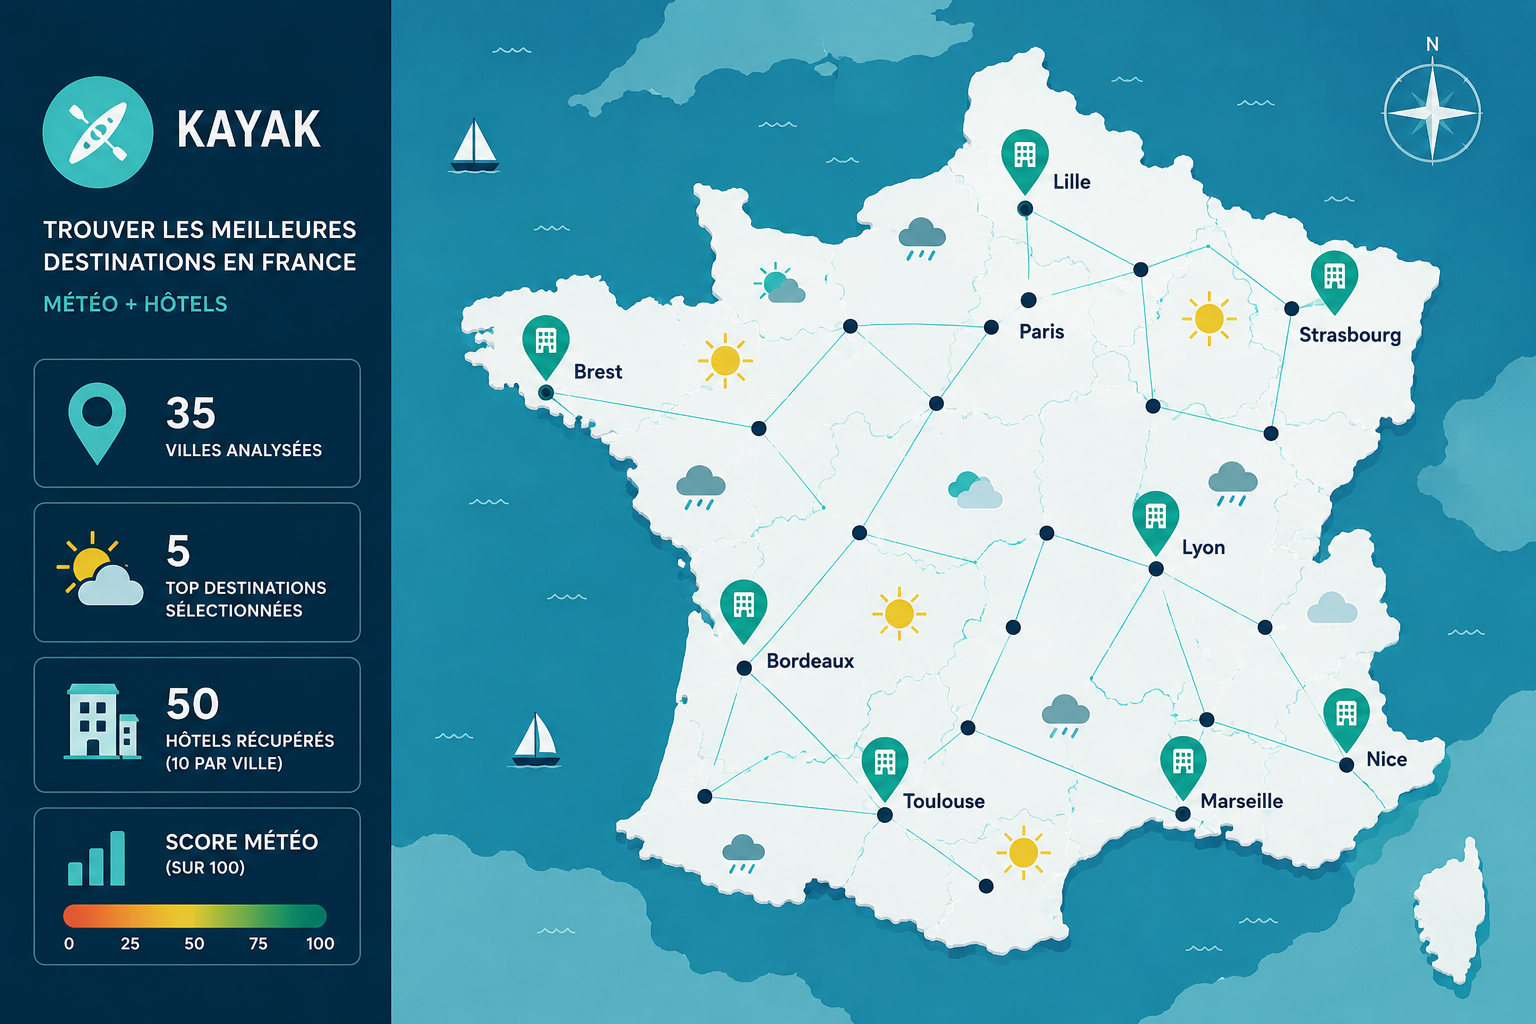 KAYAK
TROUVER LES MEILLEURES
DESTINATIONS EN FRANCE
MÉTÉO + HÔTELS
35
VILLES ANALYSÉES
5
TOP DESTINATIONS
SÉLECTIONNÉES
50
HÔTELS RÉCUPÉRÉS
(10 PAR VILLE)
SCORE MÉTÉO
(SUR 100)
0 25 50 75 100
N
Lille
Paris
Strasbourg
Brest
Lyon
Bordeaux
Nice
Toulouse
Marseille